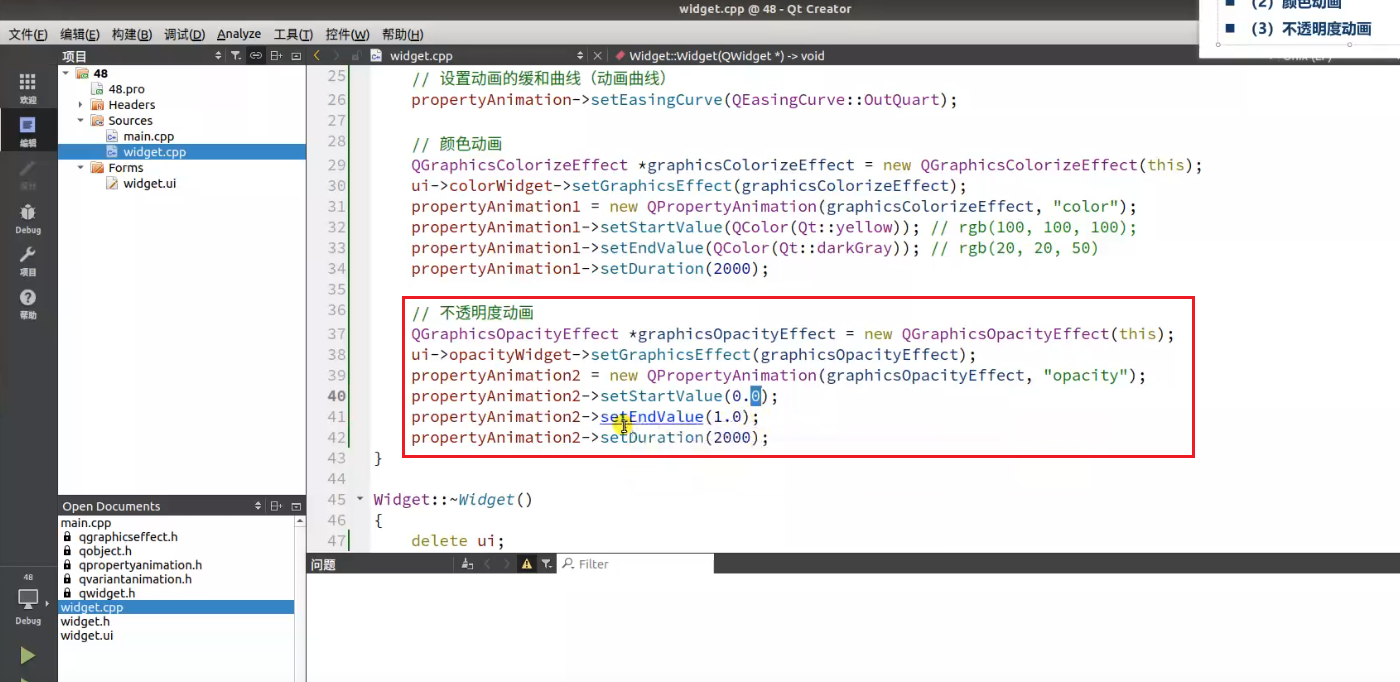 widget.cpp @ 48 - Qt Creator
■ (2) 颜色动画
■ (3) 不透明度动画
文件(F) 编辑(E) 构建(B) 调试(D) Analyze 工具(T) 控件(W) 帮助(H)
项目
widget.cpp
Widget::Widget(QWidget *) -> void
欢迎
编辑
Debug
项目
帮助
48
48.pro
Headers
Sources
main.cpp
widget.cpp
Forms
widget.ui
25 // 设置动画的缓和曲线（动画曲线）
26 propertyAnimation->setEasingCurve(QEasingCurve::OutQuart);
27
28 // 颜色动画
29 QGraphicsColorizeEffect *graphicsColorizeEffect = new QGraphicsColorizeEffect(this);
30 ui->colorWidget->setGraphicsEffect(graphicsColorizeEffect);
31 propertyAnimation1 = new QPropertyAnimation(graphicsColorizeEffect, "color");
32 propertyAnimation1->setStartValue(QColor(Qt::yellow)); // rgb(100, 100, 100);
33 propertyAnimation1->setEndValue(QColor(Qt::darkGray)); // rgb(20, 20, 50)
34 propertyAnimation1->setDuration(2000);
35
36 // 不透明度动画
37 QGraphicsOpacityEffect *graphicsOpacityEffect = new QGraphicsOpacityEffect(this);
38 ui->opacityWidget->setGraphicsEffect(graphicsOpacityEffect);
39 propertyAnimation2 = new QPropertyAnimation(graphicsOpacityEffect, "opacity");
40 propertyAnimation2->setStartValue(0.0);
41 propertyAnimation2->setEndValue(1.0);
42 propertyAnimation2->setDuration(2000);
43 }
44
45 Widget::~Widget()
46 {
47 delete ui;
Open Documents
main.cpp
qgraphicseffect.h
qobject.h
qpropertyanimation.h
qvariantanimation.h
qwidget.h
widget.cpp
widget.h
widget.ui
48
Debug
问题
Filter